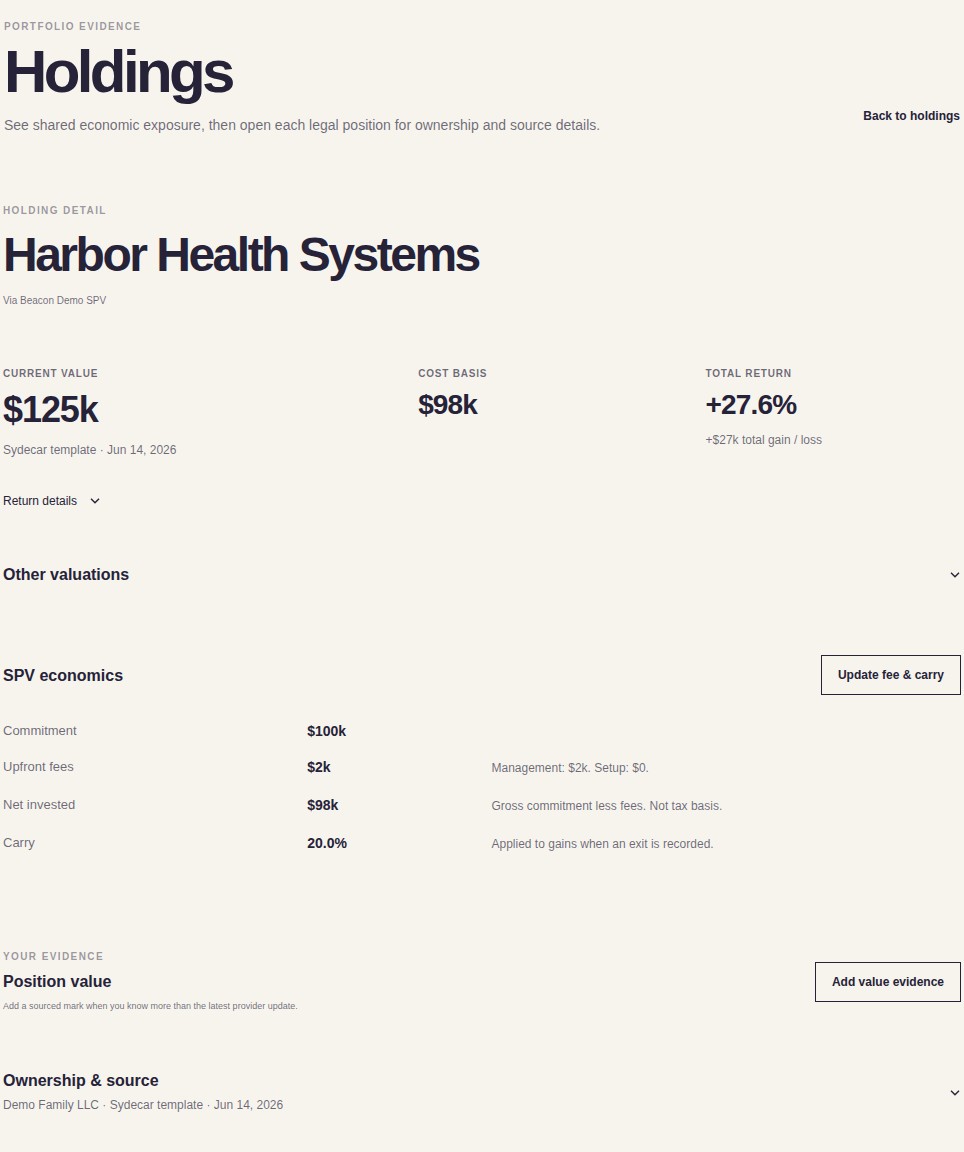 PORTFOLIO EVIDENCE
Holdings
See shared economic exposure, then open each legal position for ownership and source details.
Back to holdings
HOLDING DETAIL
Harbor Health Systems
Via Beacon Demo SPV
CURRENT VALUE
$125k
Sydecar template · Jun 14, 2026
COST BASIS
$98k
TOTAL RETURN
+27.6%
+$27k total gain / loss
Return details
Other valuations
SPV economics
Update fee & carry
Commitment $100k
Upfront fees $2k Management: $2k. Setup: $0.
Net invested $98k Gross commitment less fees. Not tax basis.
Carry 20.0% Applied to gains when an exit is recorded.
YOUR EVIDENCE
Position value
Add a sourced mark when you know more than the latest provider update.
Add value evidence
Ownership & source
Demo Family LLC · Sydecar template · Jun 14, 2026